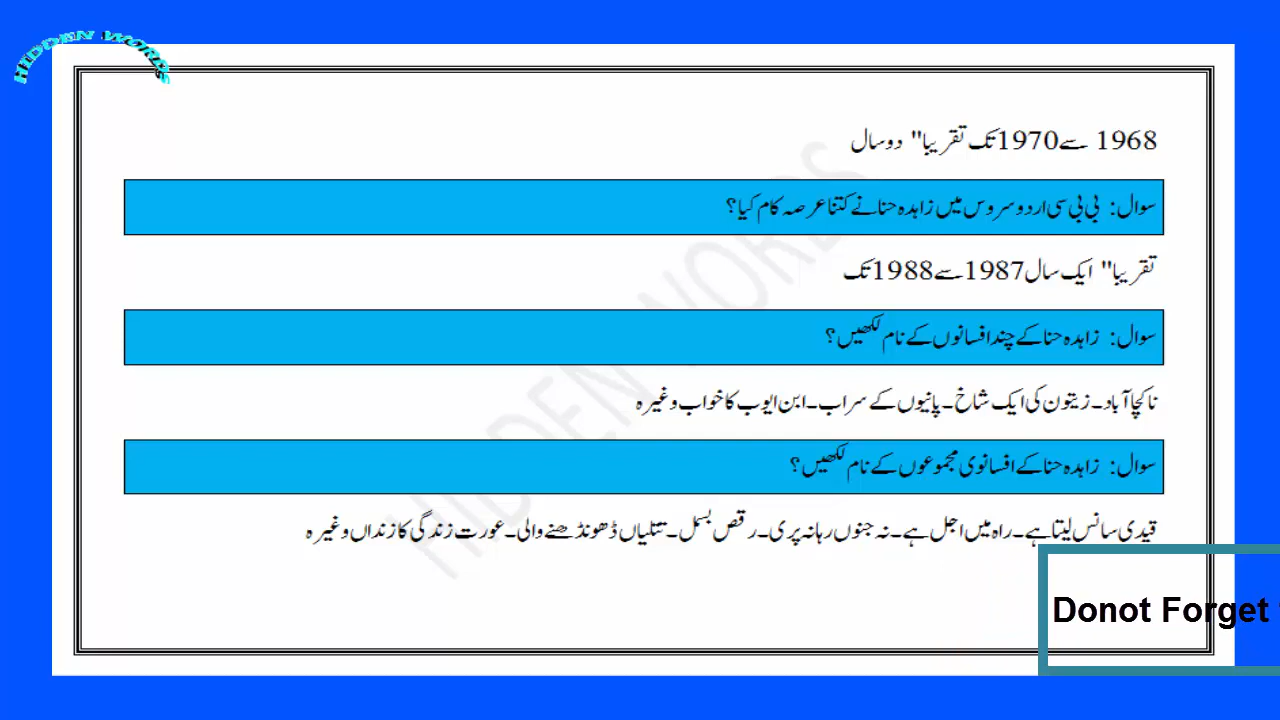 HIDDEN WORDS
1968 سے 1970 تک تقریبا" دو سال
سوال: بی بی سی اردو سروس میں زاہدہ حنا نے کتنا عرصہ کام کیا؟
تقریبا" ایک سال 1987 سے 1988 تک
سوال: زاہدہ حنا کے چند افسانوں کے نام لکھیں؟
ناکجا آباد۔ زیتون کی ایک شاخ۔ پانیوں کے سراب۔ ابن ایوب کا خواب وغیرہ
سوال: زاہدہ حنا کے افسانوی مجموعوں کے نام لکھیں؟
قیدی سانس لیتا ہے۔ راہ میں اجل ہے۔ نہ جنوں رہا نہ پری۔ رقص بسمل۔ تتلیاں ڈھونڈھنے والی۔ عورت زندگی کا زنداں وغیرہ
HIDDEN WORDS
Donot Forget